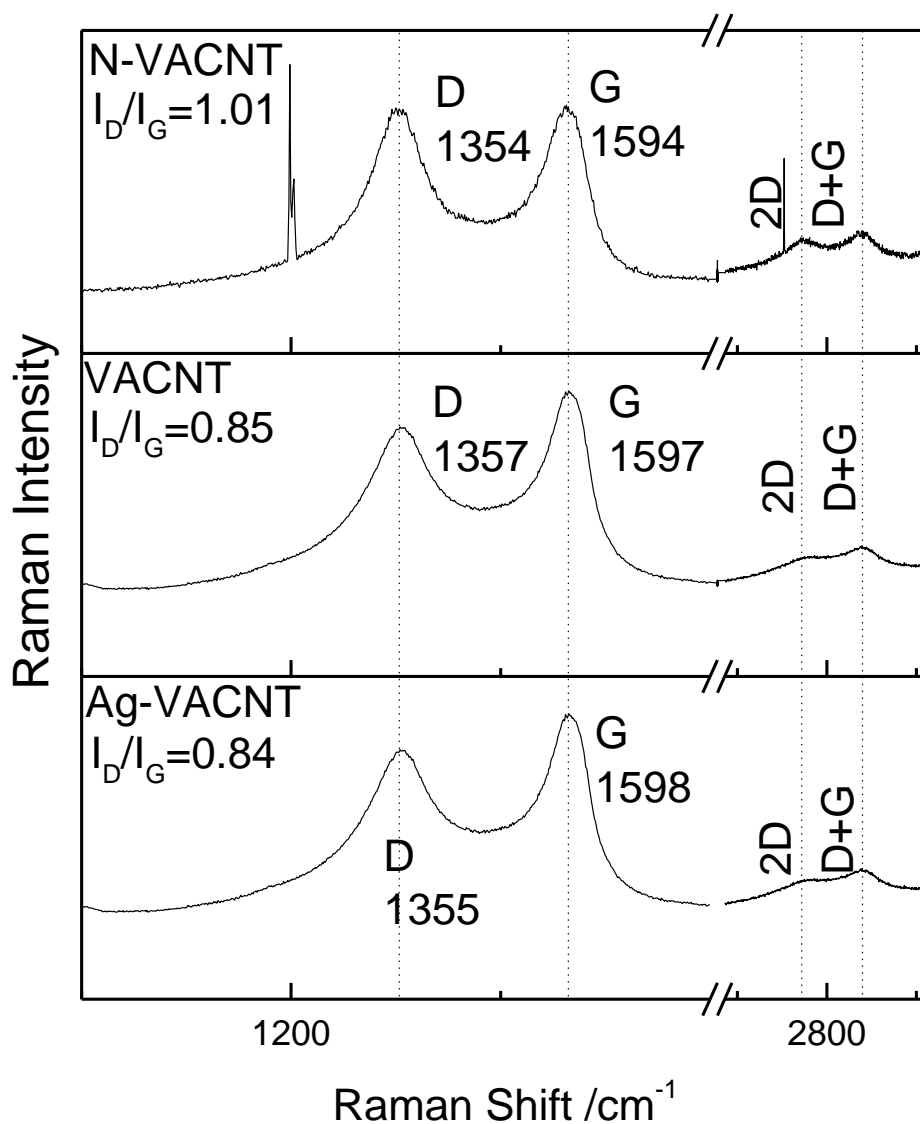 N-VACNT
I_D/I_G=1.01
D
1354
G
1594
2D
D+G
VACNT
I_D/I_G=0.85
D
1357
G
1597
2D
D+G
Ag-VACNT
I_D/I_G=0.84
D
1355
G
1598
2D
D+G
Raman Intensity
1200
2800
Raman Shift /cm⁻¹